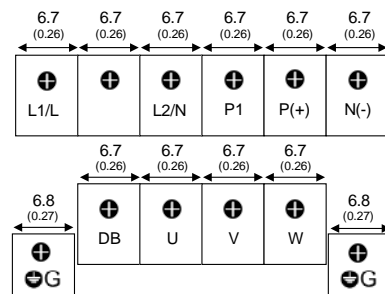 6.7 6.7 6.7 6.7 6.7 6.7
(0.26) (0.26) (0.26) (0.26) (0.26) (0.26)
L1/L L2/N P1 P(+) N(-)
6.7 6.7 6.7 6.7
(0.26) (0.26) (0.26) (0.26)
6.8 6.8
(0.27) (0.27)
DB U V W
G G